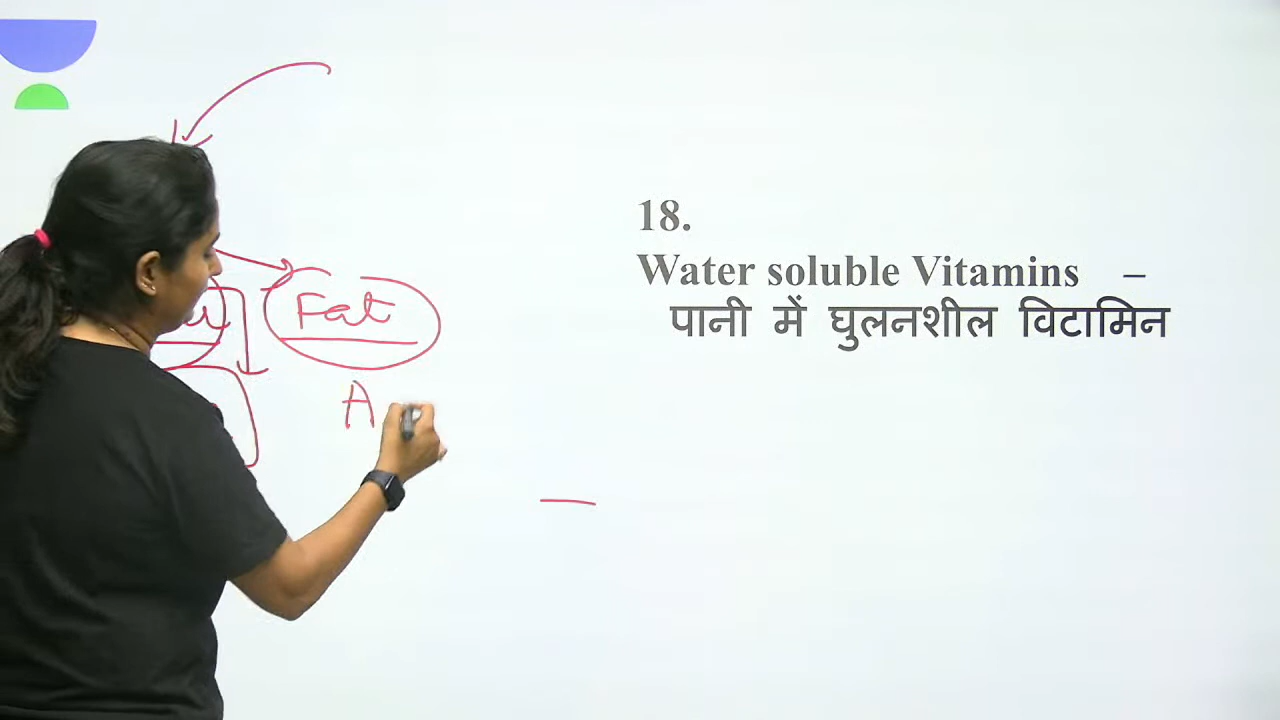 18.
Water soluble Vitamins –
पानी में घुलनशील विटामिन
Fat
A